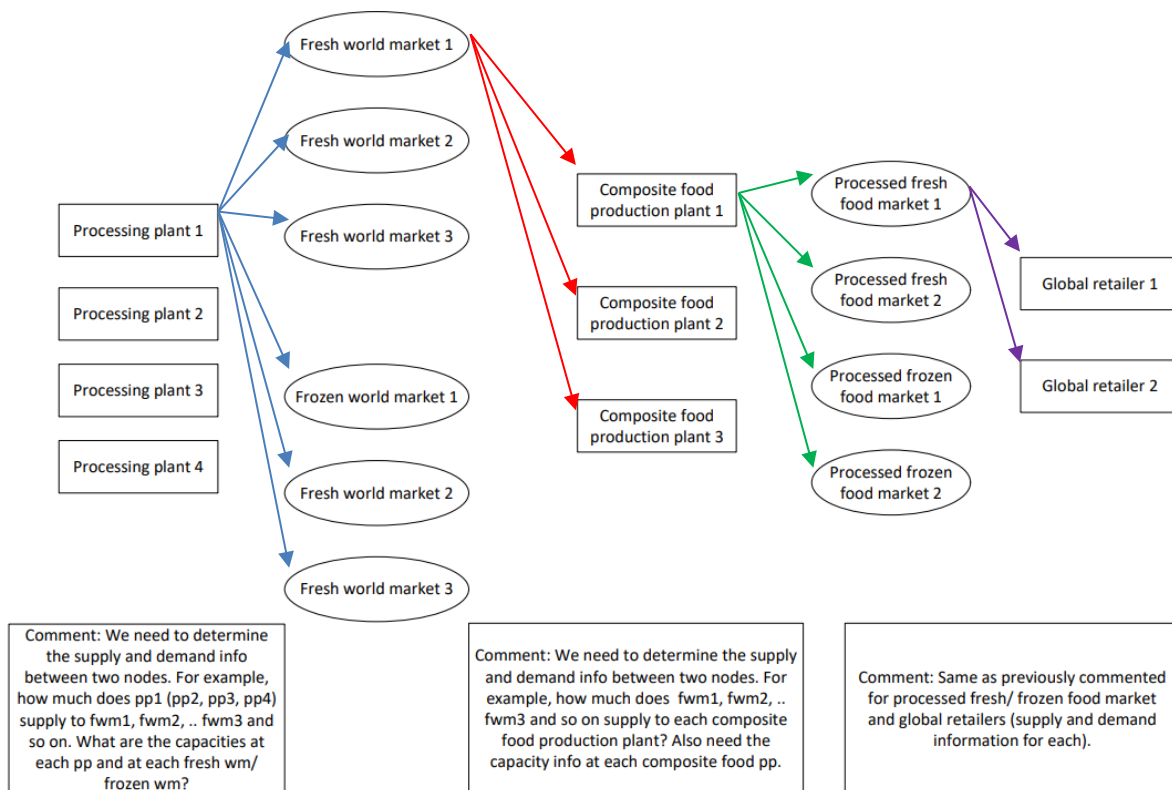 Fresh world market 1
Fresh world market 2
Fresh world market 3
Frozen world market 1
Fresh world market 2
Fresh world market 3
Processing plant 1
Processing plant 2
Processing plant 3
Processing plant 4
Composite food
production plant 1
Composite food
production plant 2
Composite food
production plant 3
Processed fresh
food market 1
Processed fresh
food market 2
Processed frozen
food market 1
Processed frozen
food market 2
Global retailer 1
Global retailer 2
Comment: We need to determine
the supply and demand info
between two nodes. For example,
how much does pp1 (pp2, pp3, pp4)
supply to fwm1, fwm2, .. fwm3 and
so on. What are the capacities at
each pp and at each fresh wm/
frozen wm?
Comment: We need to determine the supply
and demand info between two nodes. For
example, how much does fwm1, fwm2, ..
fwm3 and so on supply to each composite
food production plant? Also need the
capacity info at each composite food pp.
Comment: Same as previously commented
for processed fresh/ frozen food market
and global retailers (supply and demand
information for each).